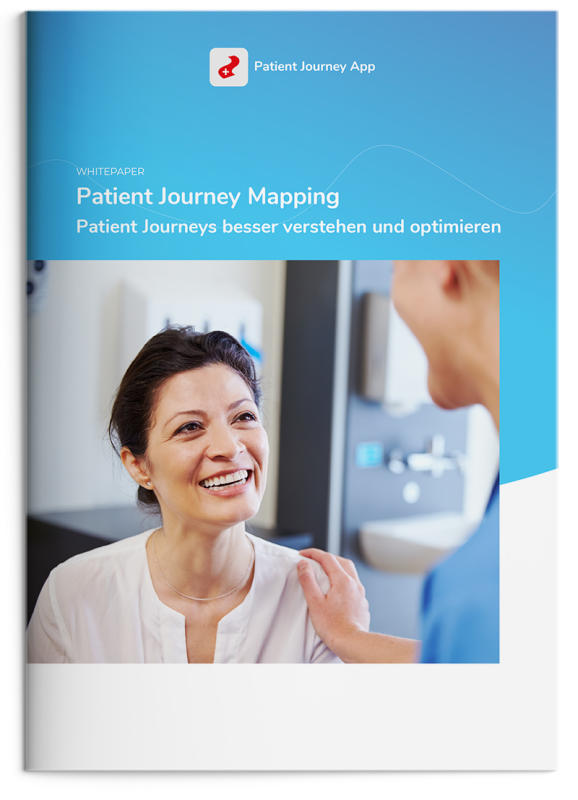 Patient Journey App
WHITEPAPER
Patient Journey Mapping
Patient Journeys besser verstehen und optimieren